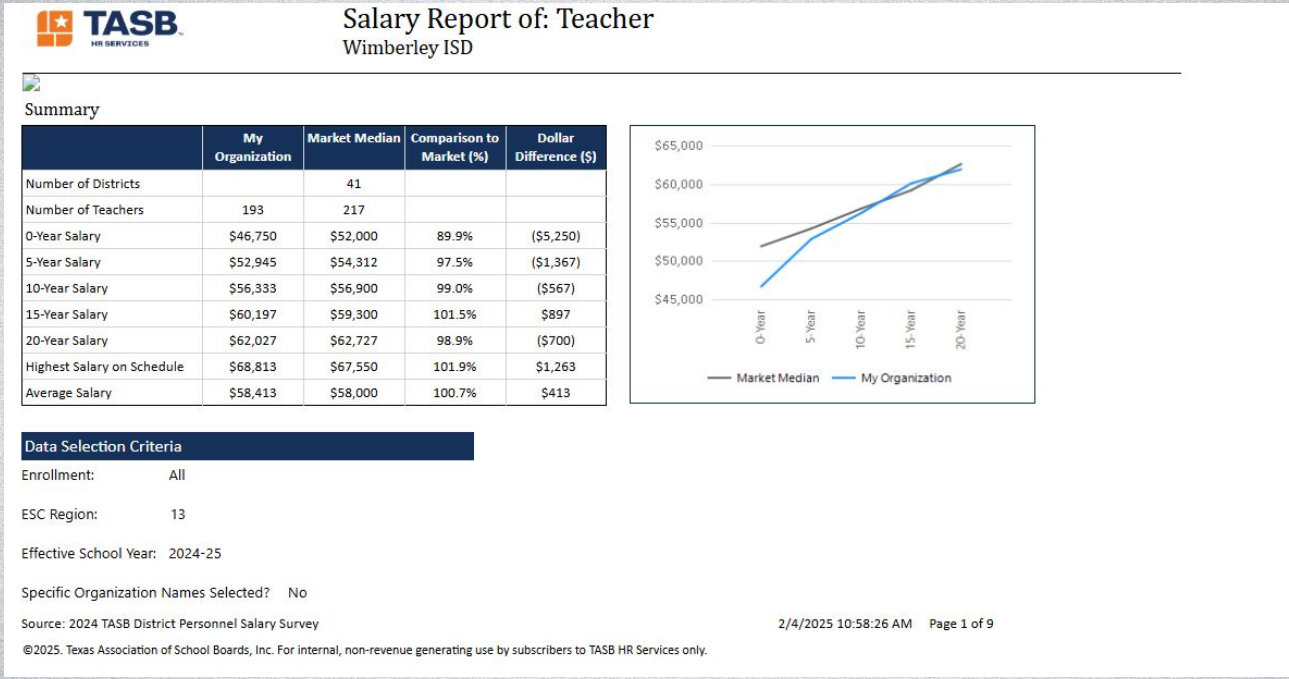 TASB
HR SERVICES
Salary Report of: Teacher
Wimberley ISD
Summary
My Organization Market Median Comparison to Market (%) Dollar Difference ($)
Number of Districts 41
Number of Teachers 193 217
0-Year Salary $46,750 $52,000 89.9% ($5,250)
5-Year Salary $52,945 $54,312 97.5% ($1,367)
10-Year Salary $56,333 $56,900 99.0% ($567)
15-Year Salary $60,197 $59,300 101.5% $897
20-Year Salary $62,027 $62,727 98.9% ($700)
Highest Salary on Schedule $68,813 $67,550 101.9% $1,263
Average Salary $58,413 $58,000 100.7% $413
$65,000
$60,000
$55,000
$50,000
$45,000
0-Year 5-Year 10-Year 15-Year 20-Year
Market Median My Organization
Data Selection Criteria
Enrollment: All
ESC Region: 13
Effective School Year: 2024-25
Specific Organization Names Selected? No
Source: 2024 TASB District Personnel Salary Survey 2/4/2025 10:58:26 AM Page 1 of 9
©2025. Texas Association of School Boards, Inc. For internal, non-revenue generating use by subscribers to TASB HR Services only.